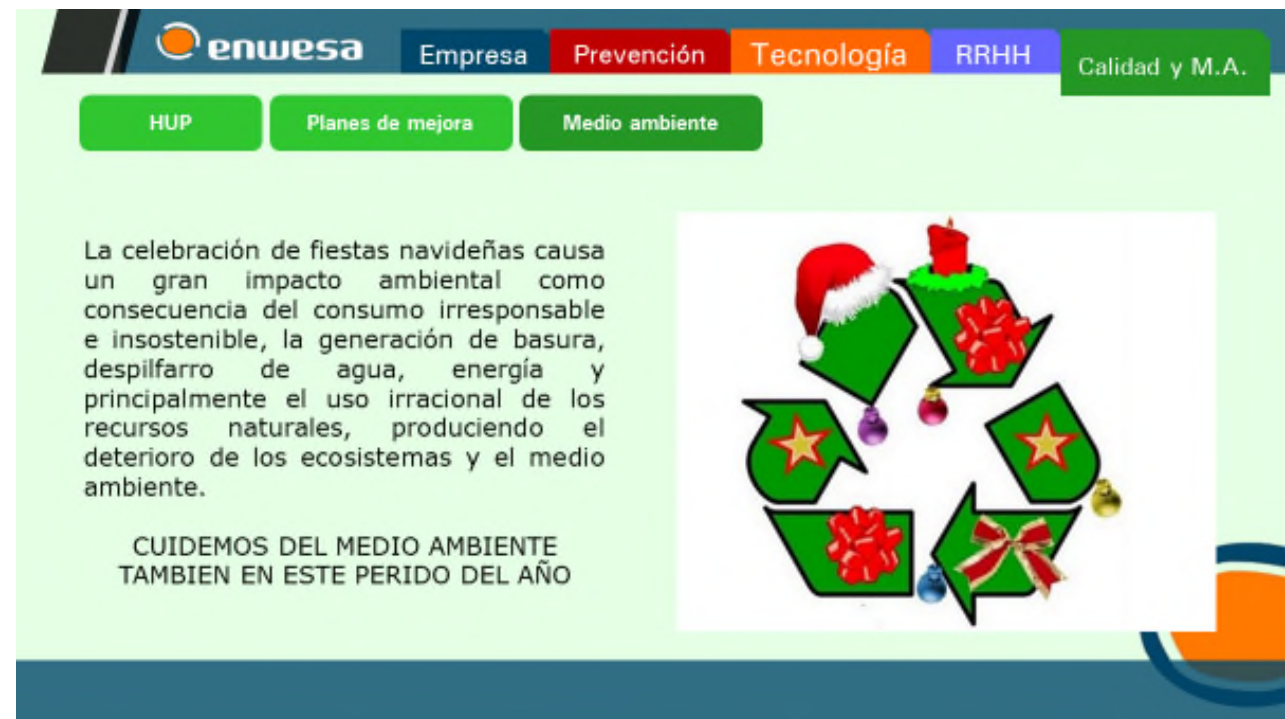 enwesa
Empresa
Prevención
Tecnología
RRHH
Calidad y M.A.
HUP
Planes de mejora
Medio ambiente
La celebración de fiestas navideñas causa
un gran impacto ambiental como
consecuencia del consumo irresponsable
e insostenible, la generación de basura,
despilfarro de agua, energía y
principalmente el uso irracional de los
recursos naturales, produciendo el
deterioro de los ecosistemas y el medio
ambiente.
CUIDEMOS DEL MEDIO AMBIENTE
TAMBIEN EN ESTE PERIDO DEL AÑO